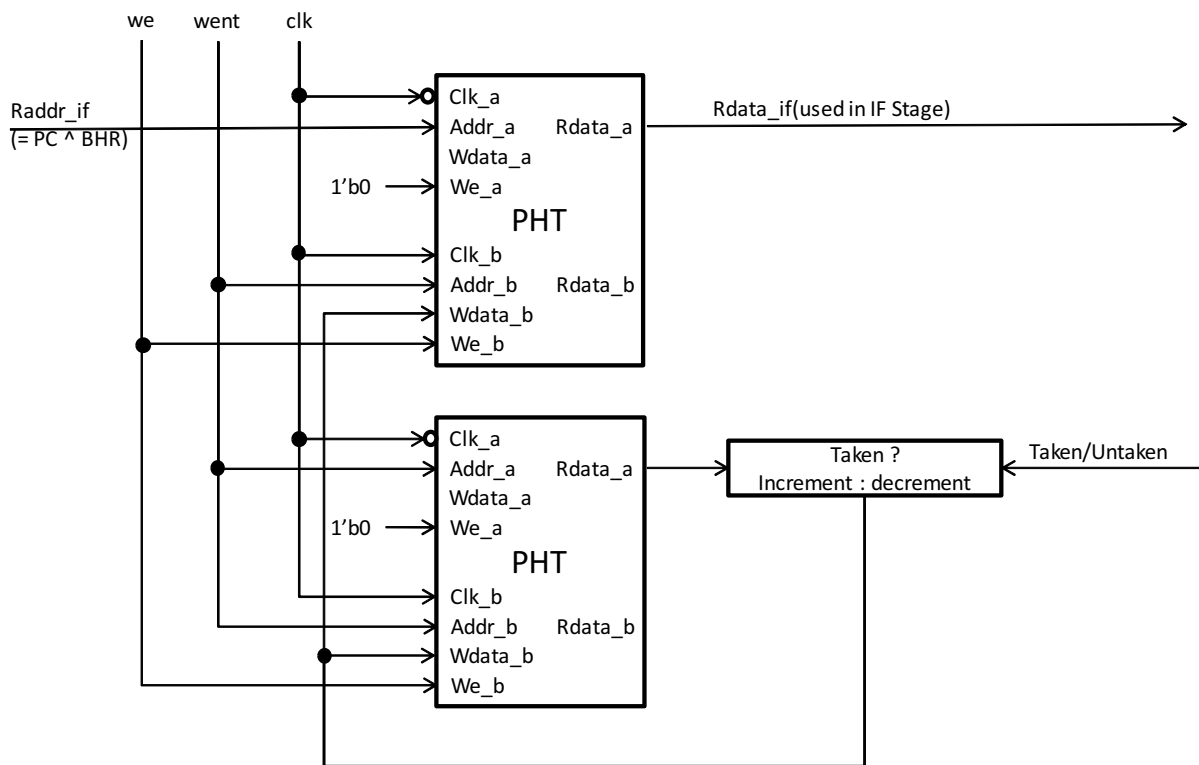 we went clk
Raddr_if
(= PC ^ BHR)
Clk_a
Addr_a Rdata_a
Wdata_a
1'b0 We_a
PHT
Clk_b
Addr_b Rdata_b
Wdata_b
We_b
Rdata_if(used in IF Stage)
Clk_a
Addr_a Rdata_a
Wdata_a
1'b0 We_a
PHT
Clk_b
Addr_b Rdata_b
Wdata_b
We_b
Taken ?
Increment : decrement
Taken/Untaken